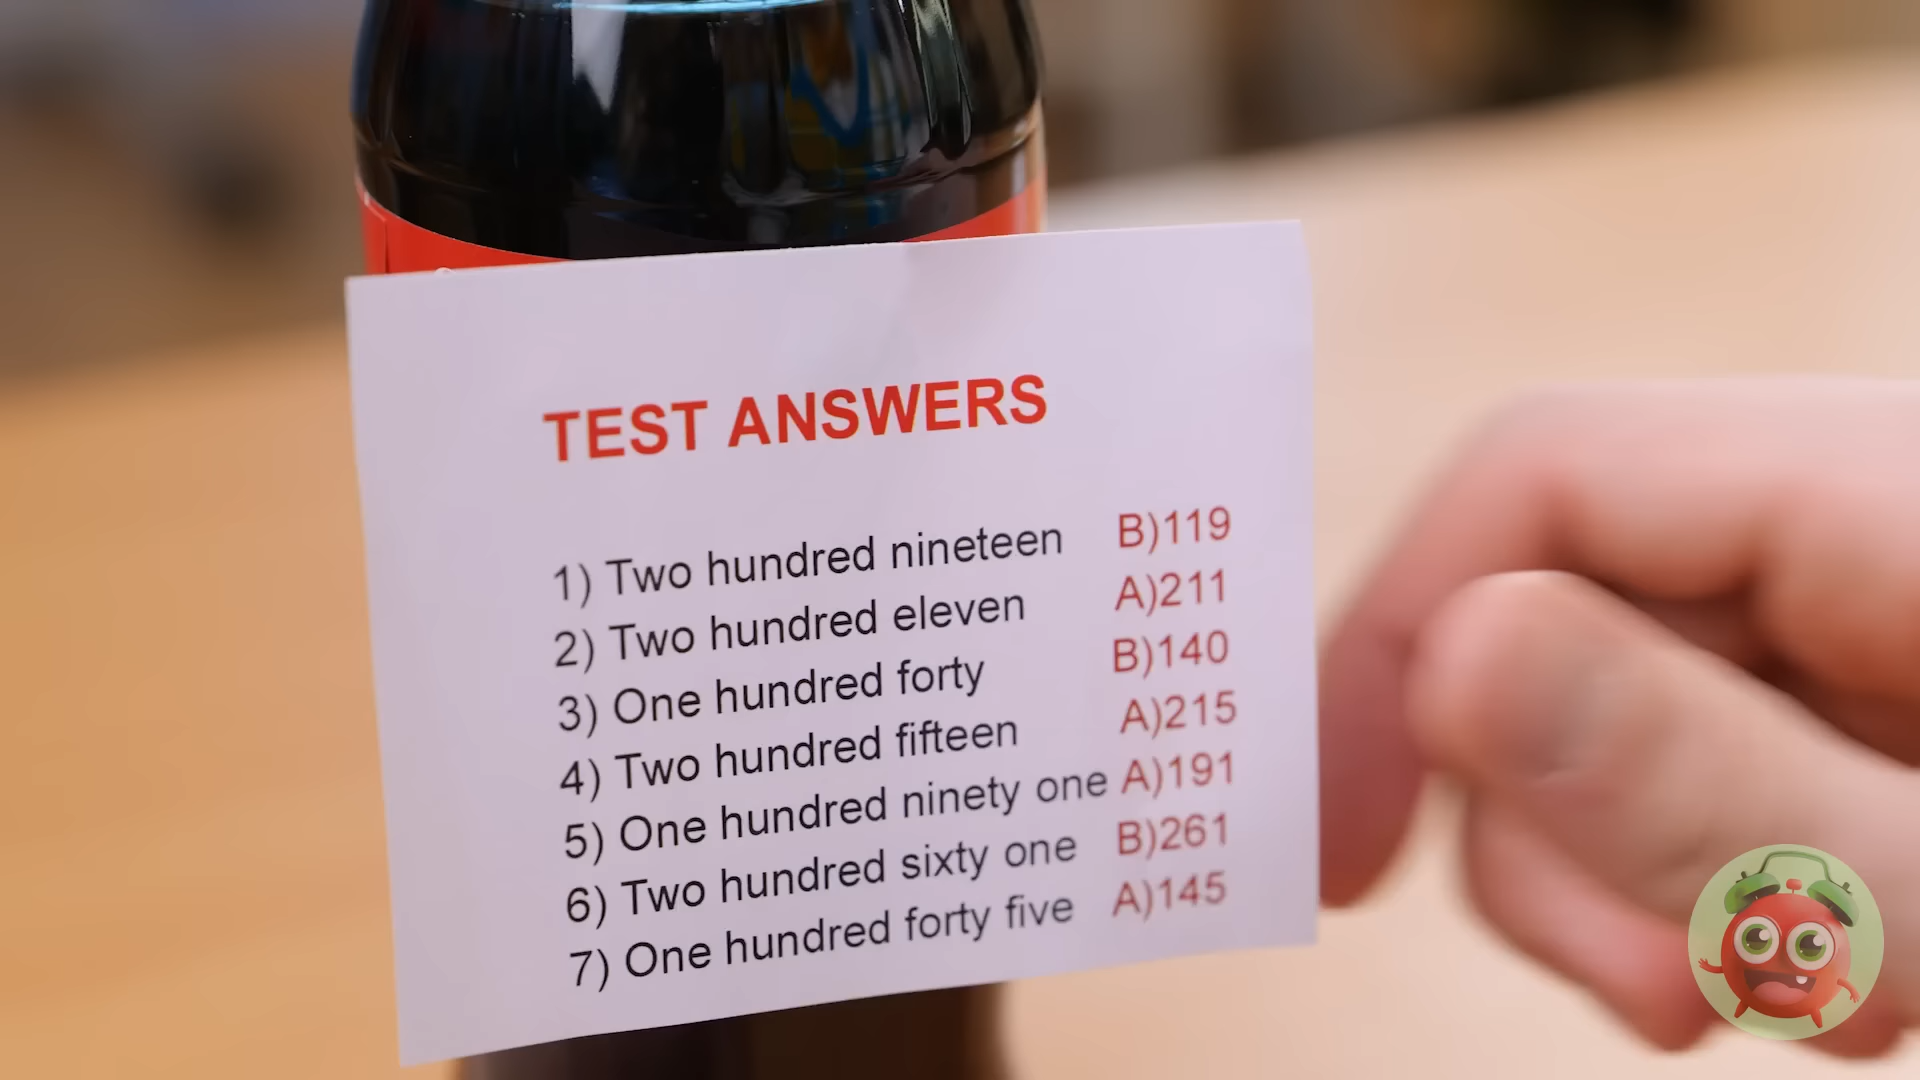 TEST ANSWERS
1) Two hundred nineteen B)119
2) Two hundred eleven A)211
3) One hundred forty B)140
4) Two hundred fifteen A)215
5) One hundred ninety one A)191
6) Two hundred sixty one B)261
7) One hundred forty five A)145